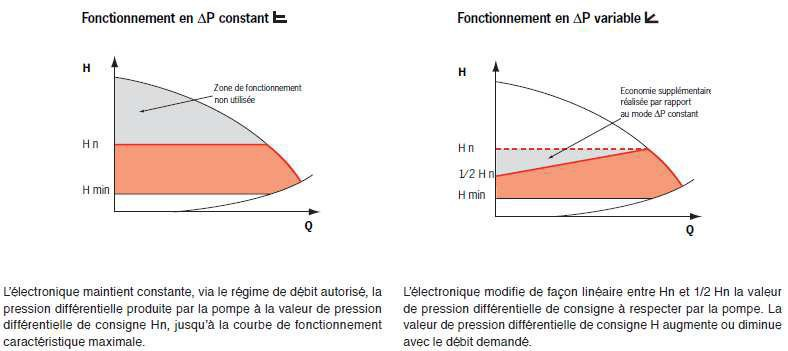 Fonctionnement en ΔP constant
H
Zone de fonctionnement
non utilisée
H n
H min
Q
L'électronique maintient constante, via le régime de débit autorisé, la
pression différentielle produite par la pompe à la valeur de pression
différentielle de consigne Hn, jusqu'à la courbe de fonctionnement
caractéristique maximale.
Fonctionnement en ΔP variable
H
Economie supplémentaire
réalisée par rapport
au mode ΔP constant
H n
1/2 H n
H min
Q
L'électronique modifie de façon linéaire entre Hn et 1/2 Hn la valeur
de pression différentielle de consigne à respecter par la pompe. La
valeur de pression différentielle de consigne H augmente ou diminue
avec le débit demandé.